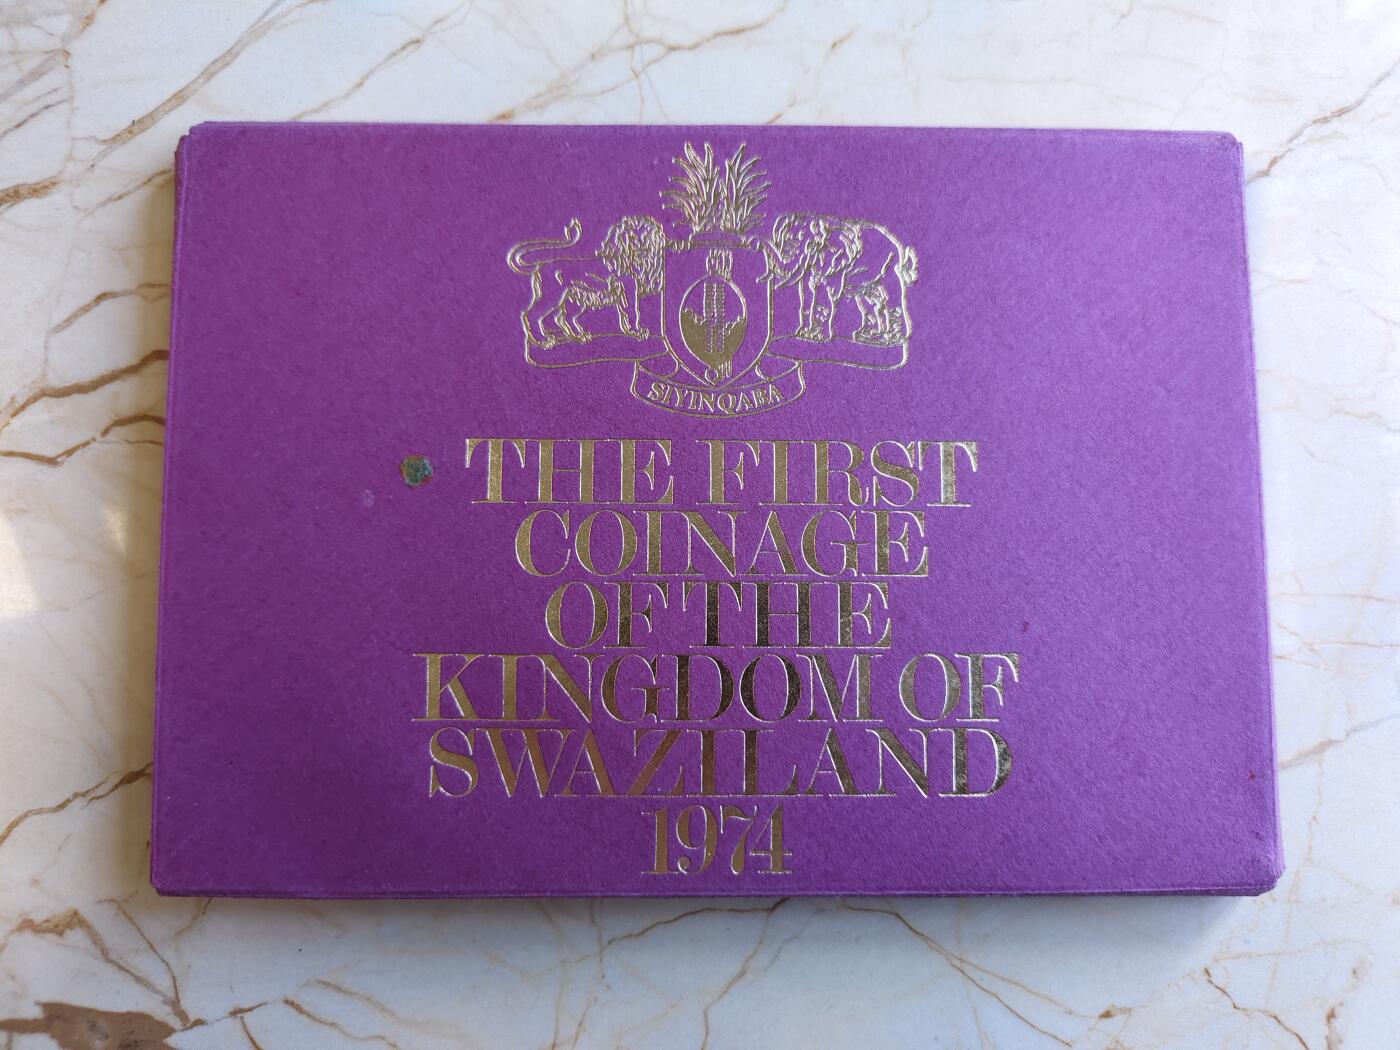 SIYINQABA
THE FIRST
COINAGE
OF THE
KINGDOM OF
SWAZILAND
1974